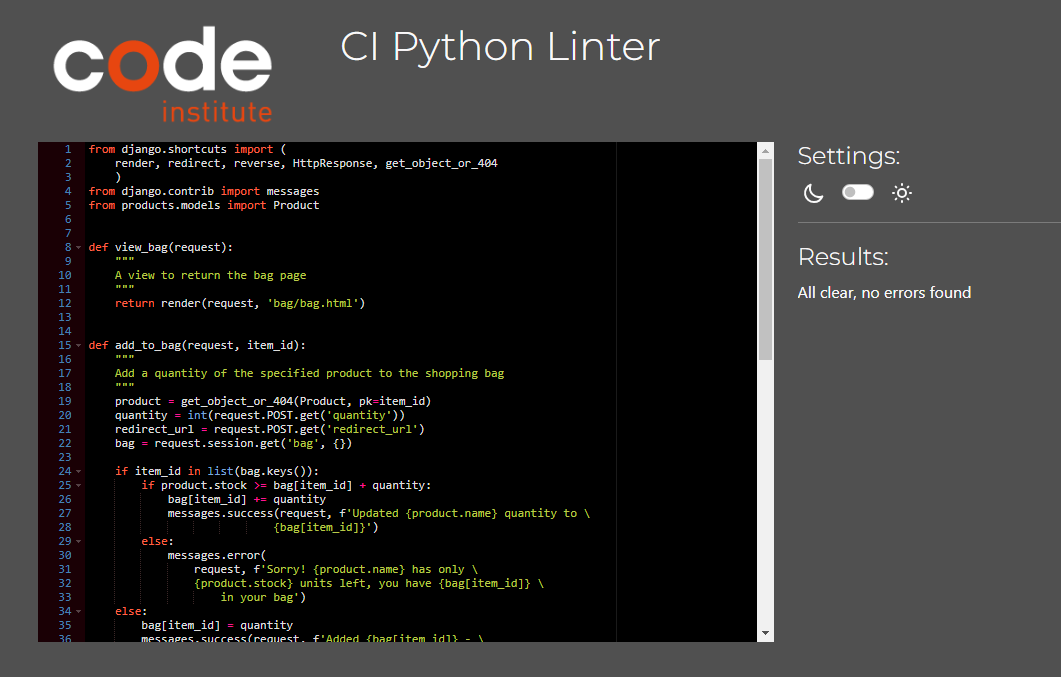 code
institute
CI Python Linter
1 from django.shortcuts import (
2     render, redirect, reverse, HttpResponse, get_object_or_404
3     )
4 from django.contrib import messages
5 from products.models import Product
6
7
8 def view_bag(request):
9     """
10     A view to return the bag page
11     """
12     return render(request, 'bag/bag.html')
13
14
15 def add_to_bag(request, item_id):
16     """
17     Add a quantity of the specified product to the shopping bag
18     """
19     product = get_object_or_404(Product, pk=item_id)
20     quantity = int(request.POST.get('quantity'))
21     redirect_url = request.POST.get('redirect_url')
22     bag = request.session.get('bag', {})
23
24     if item_id in list(bag.keys()):
25         if product.stock >= bag[item_id] + quantity:
26             bag[item_id] += quantity
27             messages.success(request, f'Updated {product.name} quantity to \
28                             {bag[item_id]}')
29         else:
30             messages.error(
31                 request, f'Sorry! {product.name} has only \
32                 {product.stock} units left, you have {bag[item_id]} \
33                     in your bag')
34     else:
35         bag[item_id] = quantity
36         messages.success(request, f'Added {bag[item_id]} - \
Settings:
Results:
All clear, no errors found